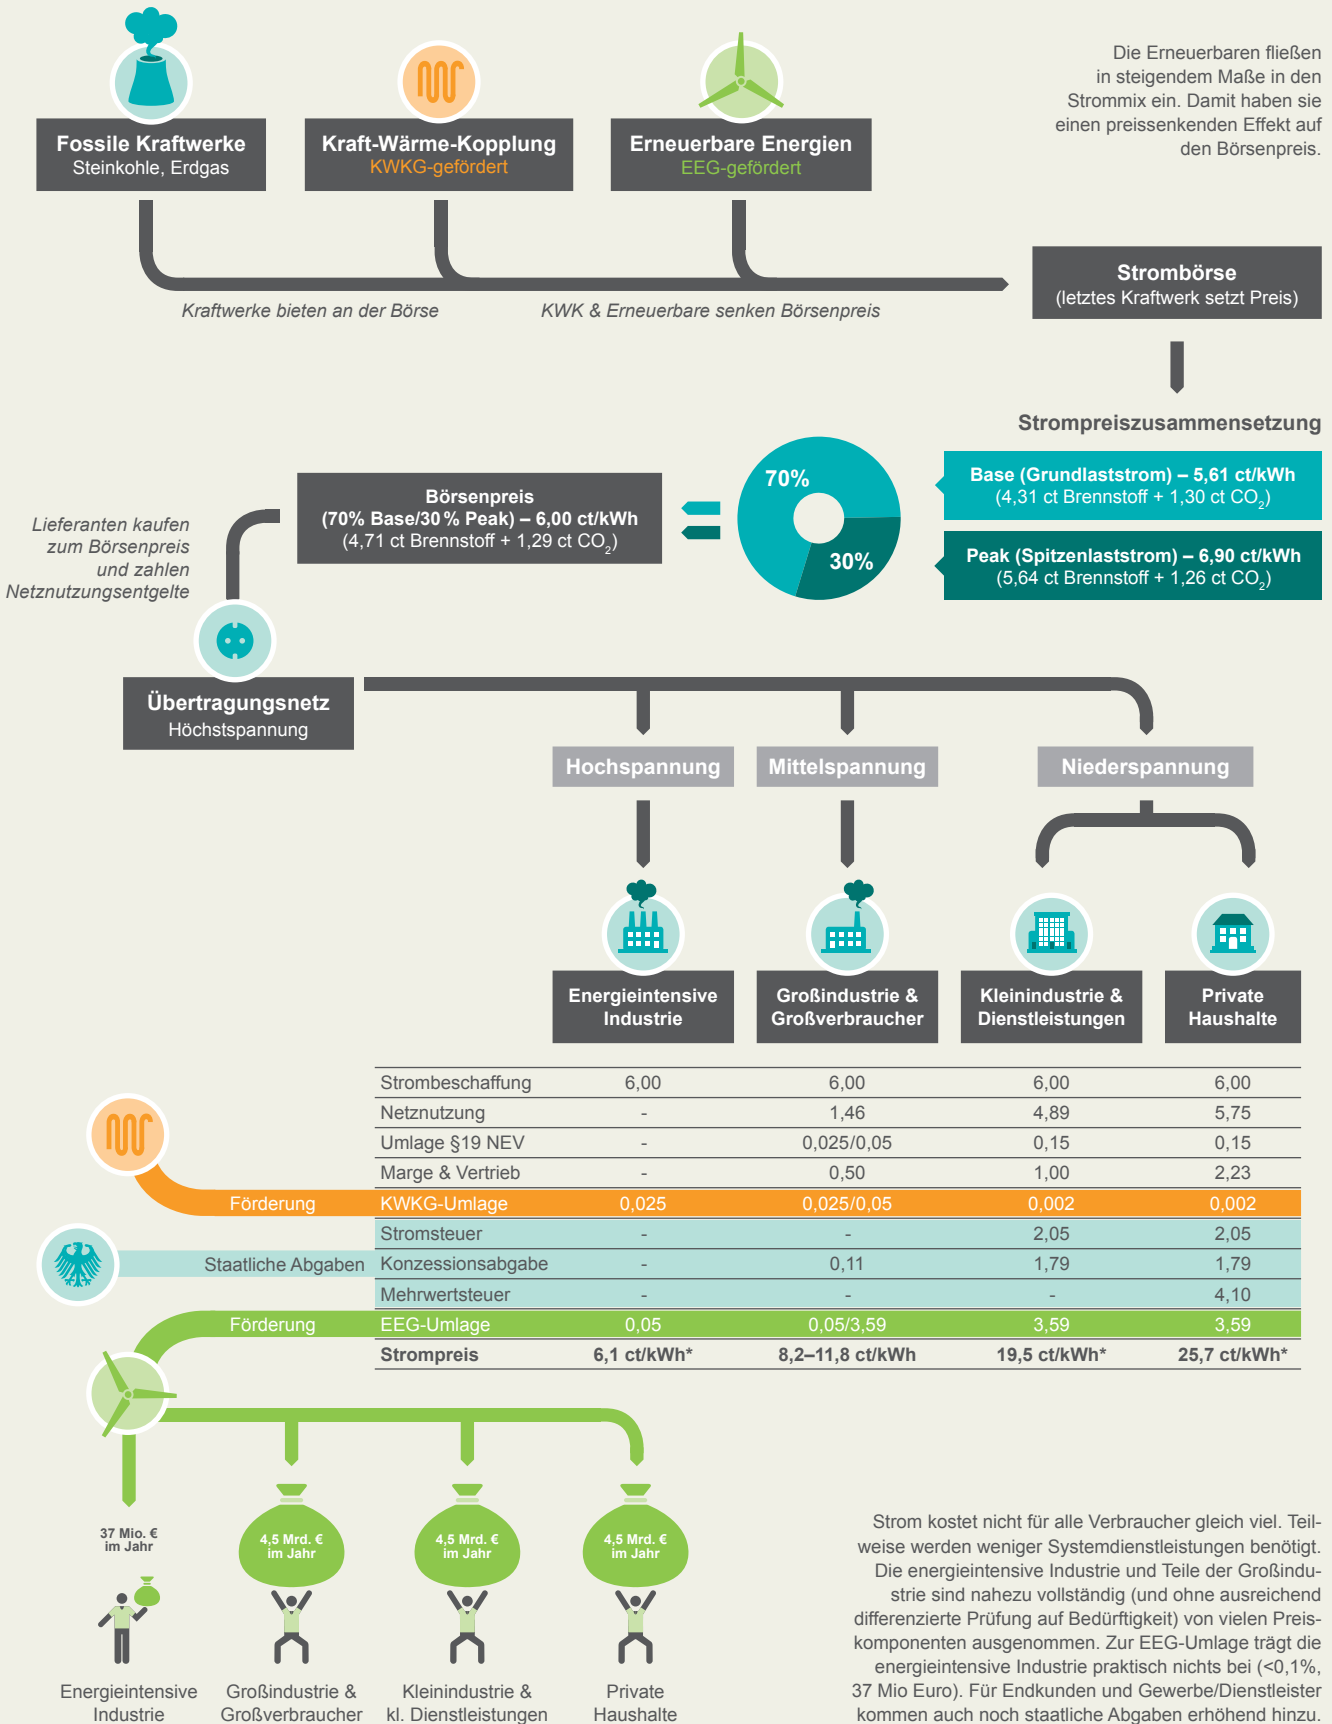 Die Erneuerbaren fließen
in steigendem Maße in den
Strommix ein. Damit haben sie
einen preissenkenden Effekt auf
den Börsenpreis.
Fossile Kraftwerke
Steinkohle, Erdgas
Kraft-Wärme-Kopplung
KWKG-gefördert
Erneuerbare Energien
EEG-gefördert
Kraftwerke bieten an der Börse
KWK & Erneuerbare senken Börsenpreis
Strombörse
(letztes Kraftwerk setzt Preis)
Strompreiszusammensetzung
Base (Grundlaststrom) – 5,61 ct/kWh
(4,31 ct Brennstoff + 1,30 ct CO₂)
Peak (Spitzenlaststrom) – 6,90 ct/kWh
(5,64 ct Brennstoff + 1,26 ct CO₂)
70%
30%
Börsenpreis
(70% Base/30 % Peak) – 6,00 ct/kWh
(4,71 ct Brennstoff + 1,29 ct CO₂)
Lieferanten kaufen
zum Börsenpreis
und zahlen
Netznutzungsentgelte
Übertragungsnetz
Höchstspannung
Hochspannung
Mittelspannung
Niederspannung
Energieintensive
Industrie
Großindustrie &
Großverbraucher
Kleinindustrie &
Dienstleistungen
Private
Haushalte
Strombeschaffung 6,00 6,00 6,00 6,00
Netznutzung - 1,46 4,89 5,75
Umlage §19 NEV - 0,025/0,05 0,15 0,15
Marge & Vertrieb - 0,50 1,00 2,23
Förderung KWKG-Umlage 0,025 0,025/0,05 0,002 0,002
Stromsteuer - - 2,05 2,05
Staatliche Abgaben Konzessionsabgabe - 0,11 1,79 1,79
Mehrwertsteuer - - - 4,10
Förderung EEG-Umlage 0,05 0,05/3,59 3,59 3,59
Strompreis 6,1 ct/kWh* 8,2–11,8 ct/kWh 19,5 ct/kWh* 25,7 ct/kWh*
37 Mio. €
im Jahr
4,5 Mrd. €
im Jahr
4,5 Mrd. €
im Jahr
4,5 Mrd. €
im Jahr
Energieintensive
Industrie
Großindustrie &
Großverbraucher
Kleinindustrie &
kl. Dienstleistungen
Private
Haushalte
Strom kostet nicht für alle Verbraucher gleich viel. Teil-
weise werden weniger Systemdienstleistungen benötigt.
Die energieintensive Industrie und Teile der Großindu-
strie sind nahezu vollständig (und ohne ausreichend
differenzierte Prüfung auf Bedürftigkeit) von vielen Preis-
komponenten ausgenommen. Zur EEG-Umlage trägt die
energieintensive Industrie praktisch nichts bei (<0,1%,
37 Mio Euro). Für Endkunden und Gewerbe/Dienstleister
kommen auch noch staatliche Abgaben erhöhend hinzu.